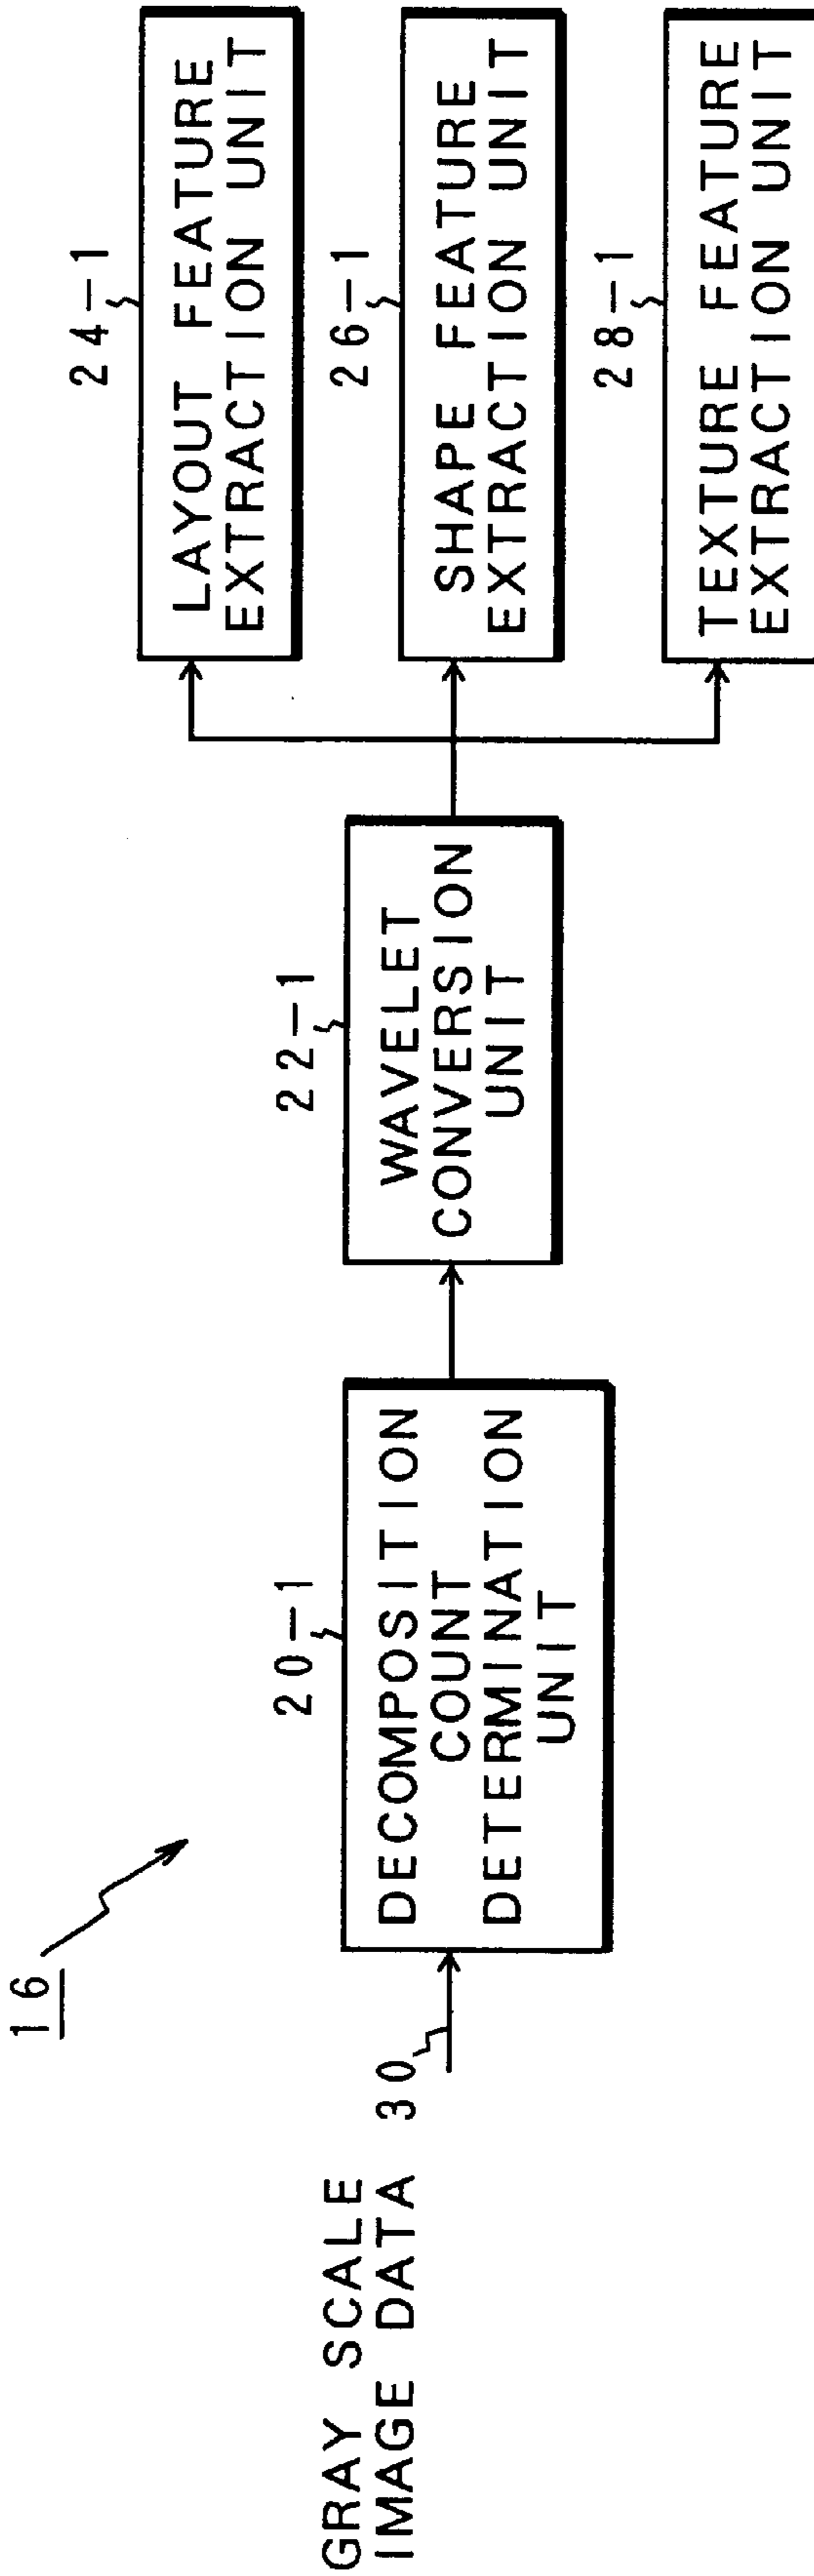 16
GRAY SCALE
IMAGE DATA 30
20-1
DECOMPOSITION
COUNT
DETERMINATION
UNIT
22-1
WAVELET
CONVERSION
UNIT
24-1
LAYOUT FEATURE
EXTRACTION UNIT
26-1
SHAPE FEATURE
EXTRACTION UNIT
28-1
TEXTURE FEATURE
EXTRACTION UNIT